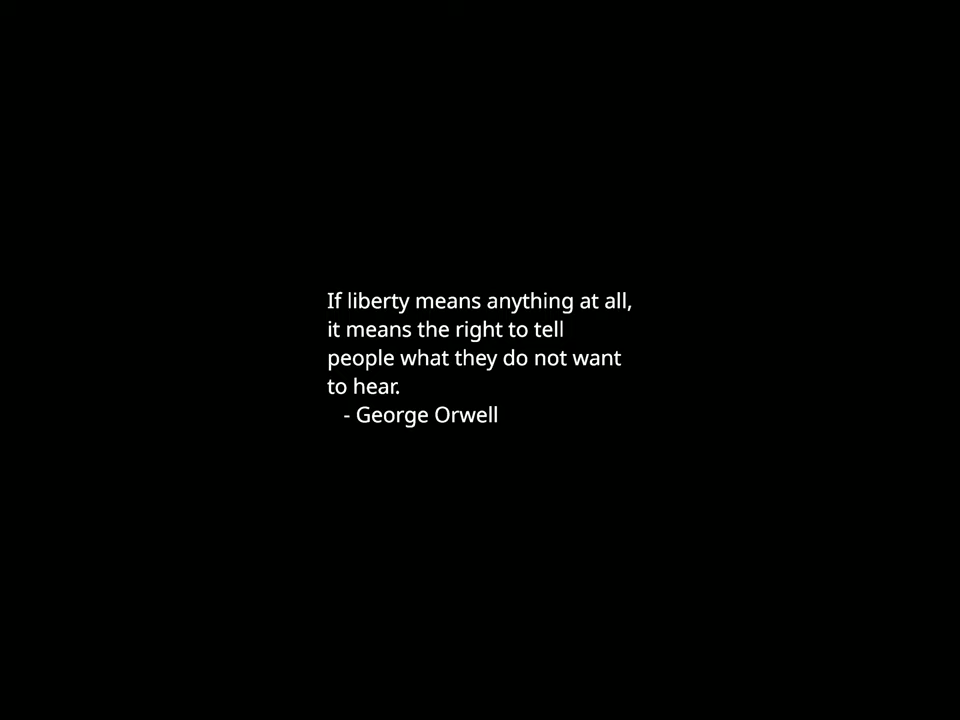 If liberty means anything at all,
it means the right to tell
people what they do not want
to hear.
- George Orwell